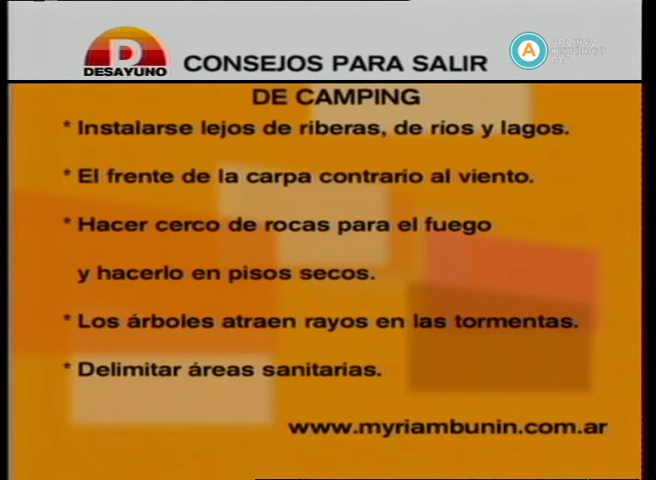 D
DESAYUNO
CONSEJOS PARA SALIR
A
DE CAMPING
* Instalarse lejos de riberas, de ríos y lagos.
* El frente de la carpa contrario al viento.
* Hacer cerco de rocas para el fuego
y hacerlo en pisos secos.
* Los árboles atraen rayos en las tormentas.
* Delimitar áreas sanitarias.
www.myriambunin.com.ar